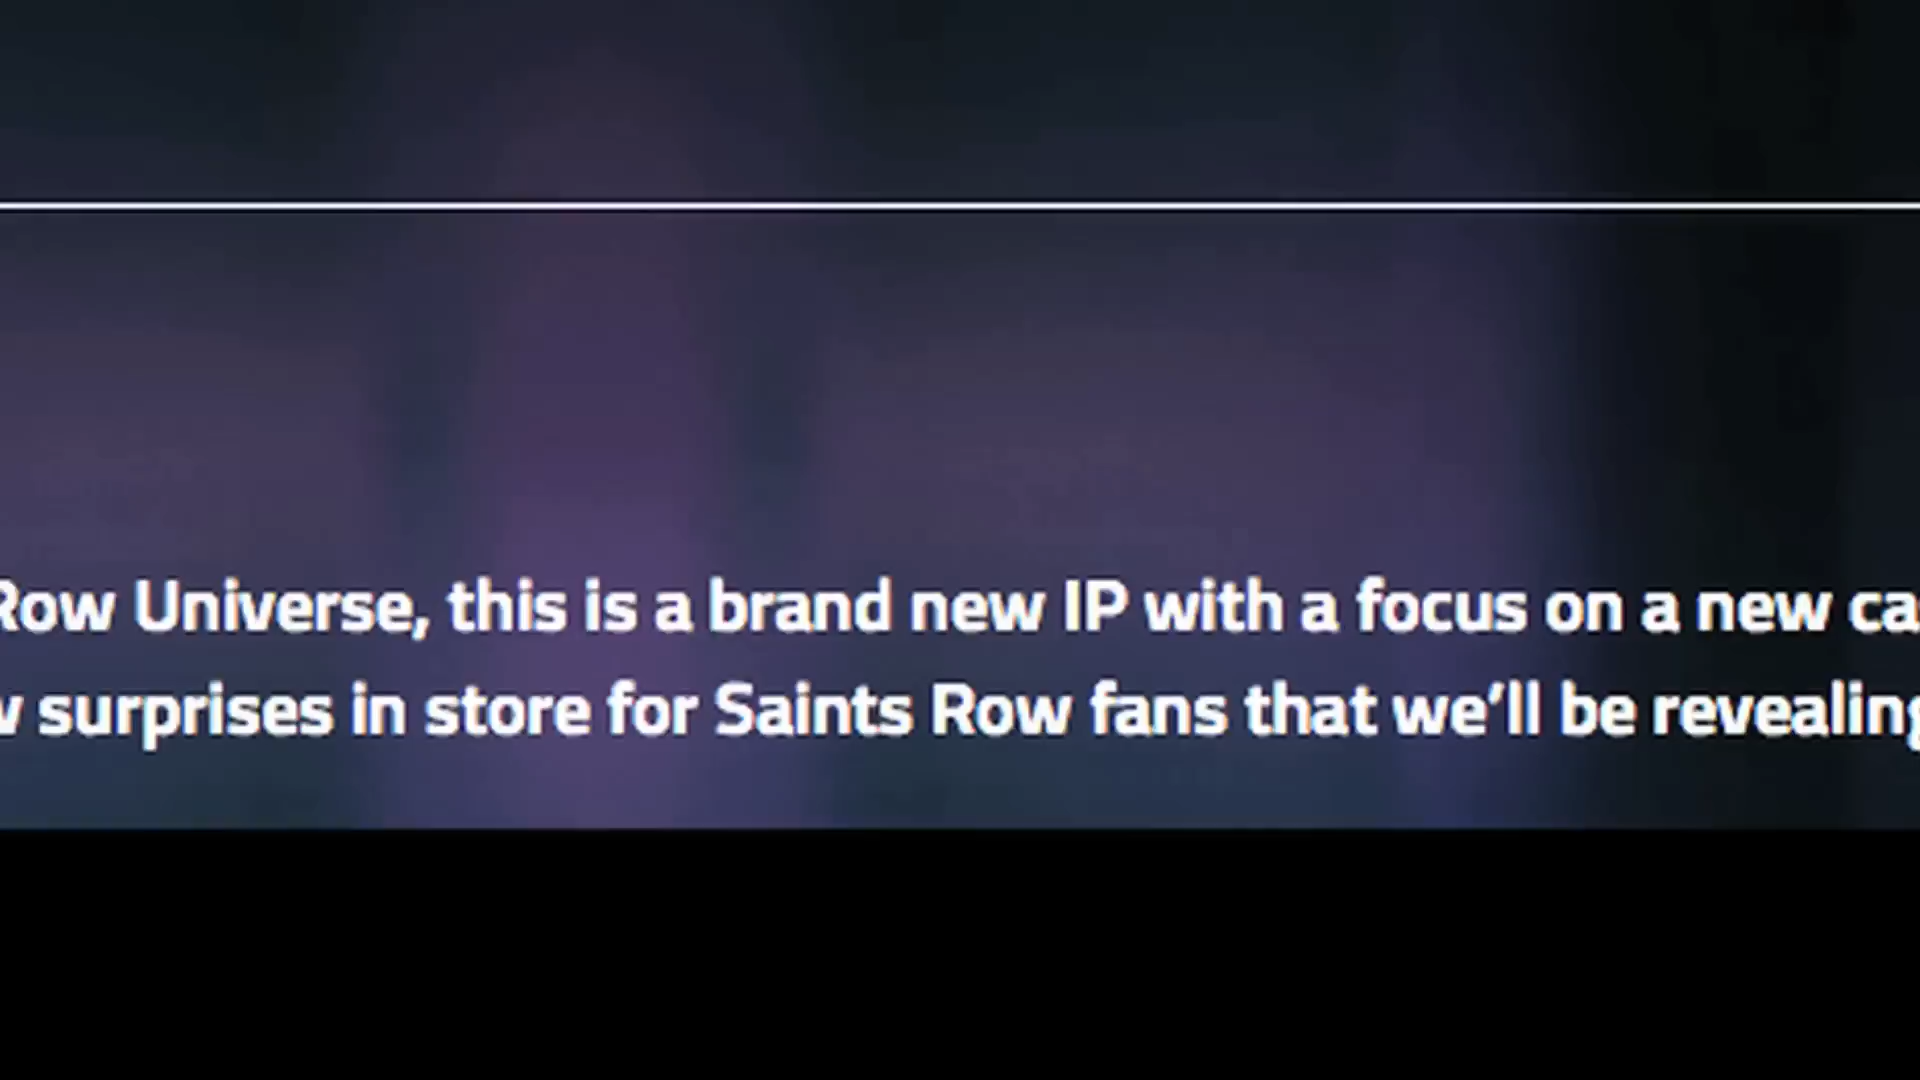 Row Universe, this is a brand new IP with a focus on a new ca
w surprises in store for Saints Row fans that we’ll be revealing